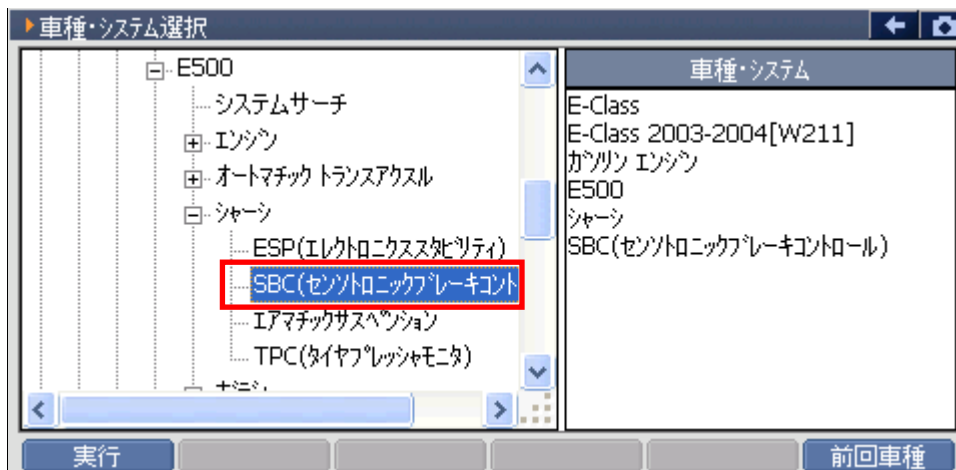 車種・システム選択
E500
システムサーチ
エンジン
オートマチック トランスアクスル
シャーシ
ESP(エレクトロニクススタビリティ)
SBC(センソトロニックブレーキコント
エアマチックサスペンション
TPC(タイヤプレッシャモニタ)
車種・システム
E-Class
E-Class 2003-2004[W211]
ガソリン エンジン
E500
シャーシ
SBC(センソトロニックブレーキコントロール)
実行
前回車種